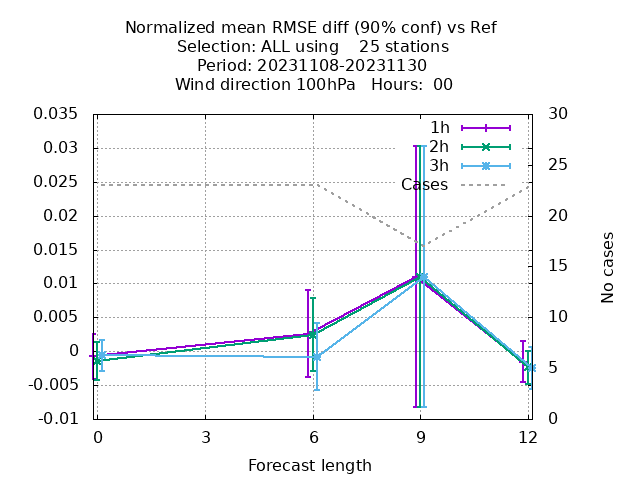 Normalized mean RMSE diff (90% conf) vs Ref
Selection: ALL using    25 stations
Period: 20231108-20231130
Wind direction 100hPa   Hours:  00
0.035
0.03
0.025
0.02
0.015
0.01
0.005
0
-0.005
-0.01
30
25
20
15
10
5
0
1h
2h
3h
Cases
No cases
0
3
6
9
12
Forecast length